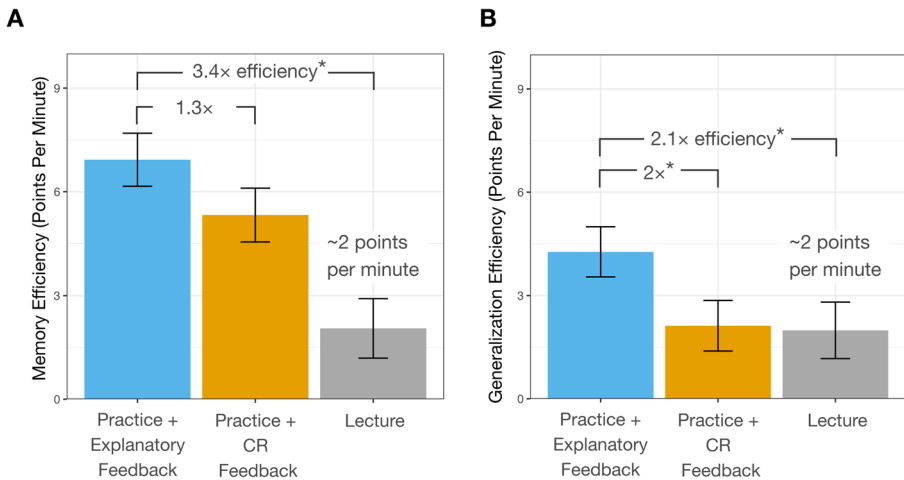 A
Memory Efficiency (Points Per Minute)
9
6
3
0
3.4× efficiency*
1.3×
~2 points
per minute
Practice +
Explanatory
Feedback
Practice +
CR
Feedback
Lecture
B
Generalization Efficiency (Points Per Minute)
9
6
3
0
2.1× efficiency*
2×*
~2 points
per minute
Practice +
Explanatory
Feedback
Practice +
CR
Feedback
Lecture